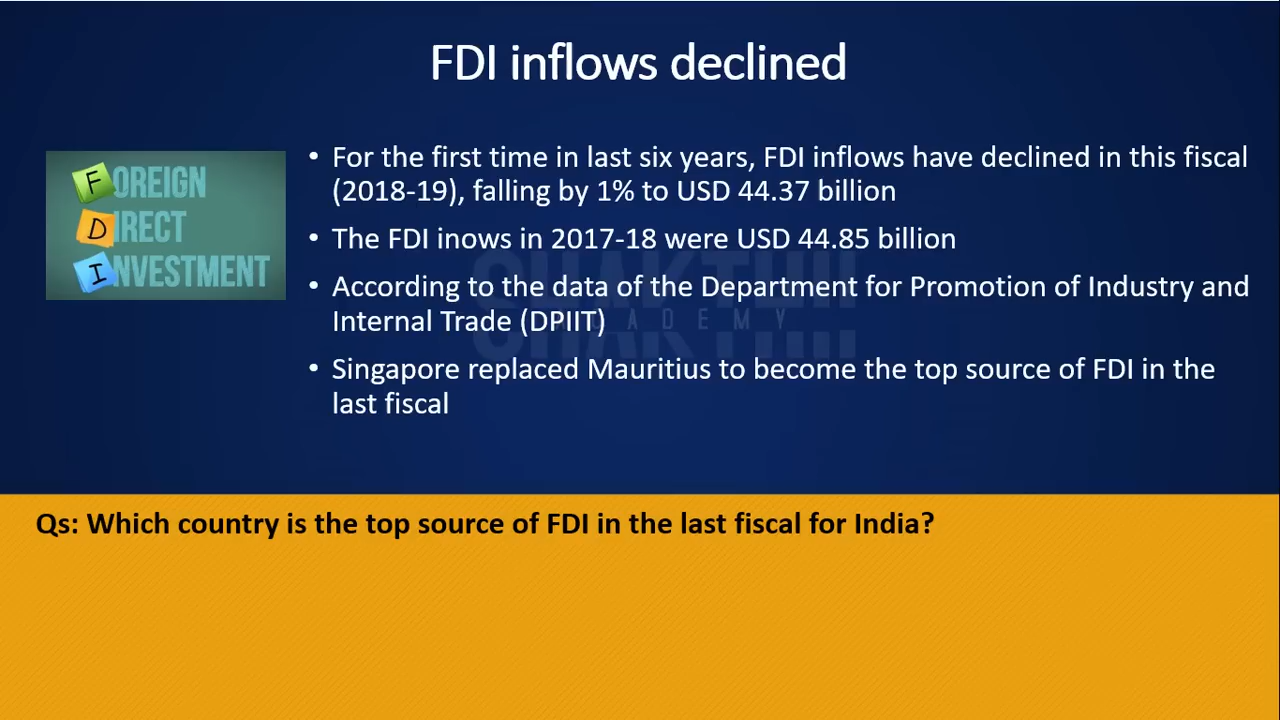 FDI inflows declined
FOREIGN
DIRECT
INVESTMENT
• For the first time in last six years, FDI inflows have declined in this fiscal
(2018-19), falling by 1% to USD 44.37 billion
• The FDI inows in 2017-18 were USD 44.85 billion
• According to the data of the Department for Promotion of Industry and
Internal Trade (DPIIT)
• Singapore replaced Mauritius to become the top source of FDI in the
last fiscal
Qs: Which country is the top source of FDI in the last fiscal for India?